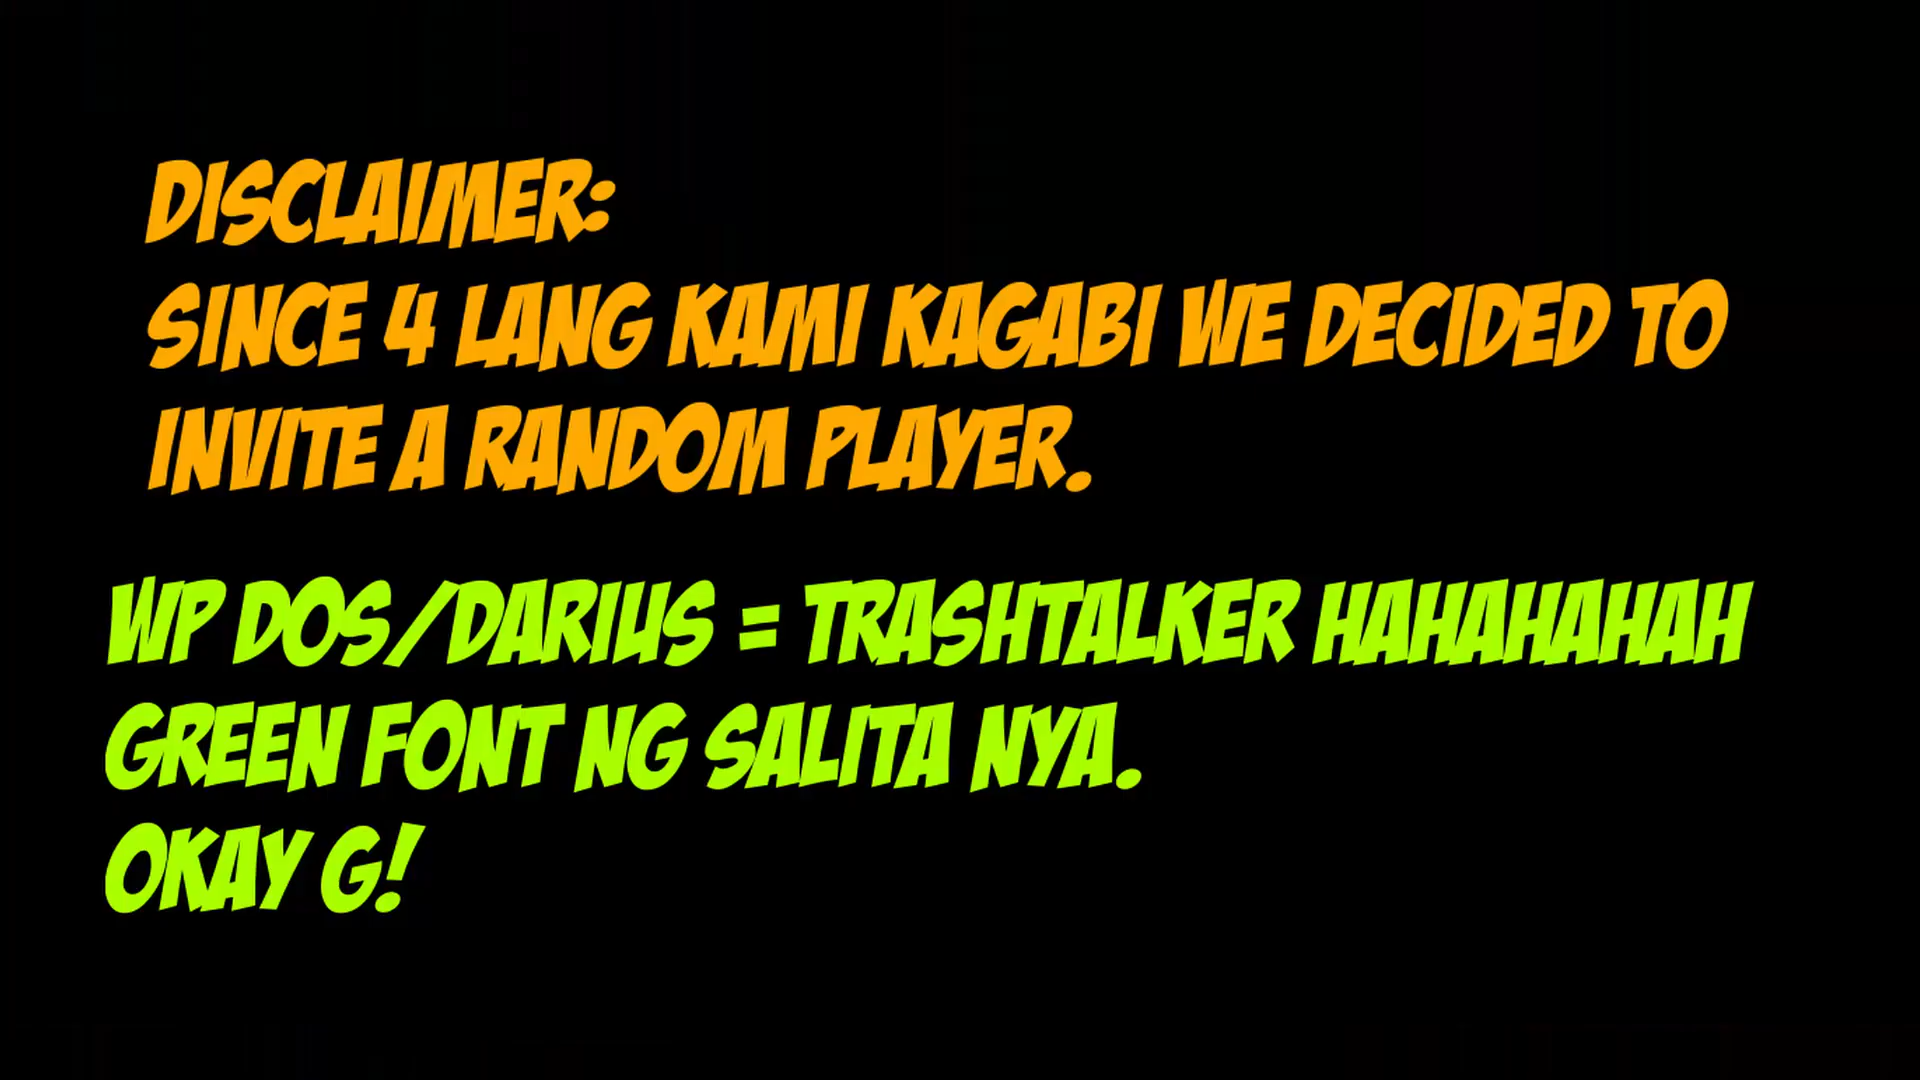 DISCLAIMER:
SINCE 4 LANG KAMI KAGABI WE DECIDED TO
INVITE A RANDOM PLAYER.
WP DOS/DARIUS = TRASHTALKER HAHAHAHAH
GREEN FONT NG SALITA NYA.
OKAY G!